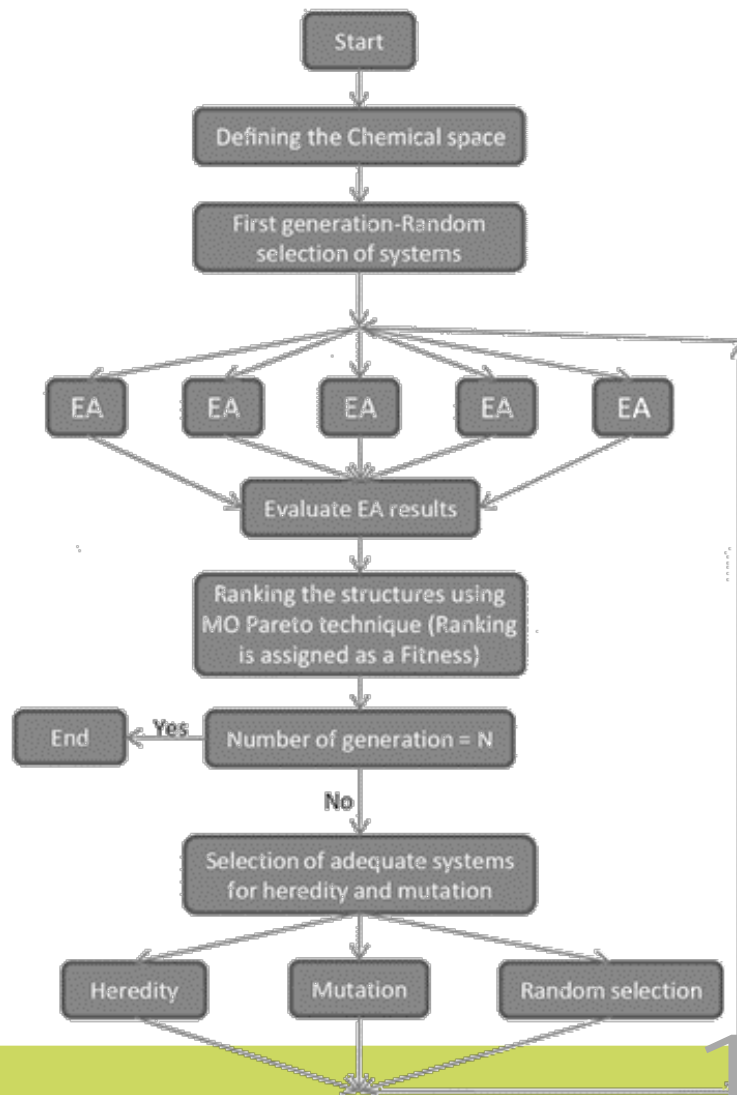 Start
Defining the Chemical space
First generation-Random
selection of systems
EA EA EA EA EA
Evaluate EA results
Ranking the structures using
MO Pareto technique (Ranking
is assigned as a Fitness)
End Yes Number of generation = N
No
Selection of adequate systems
for heredity and mutation
Heredity Mutation Random selection